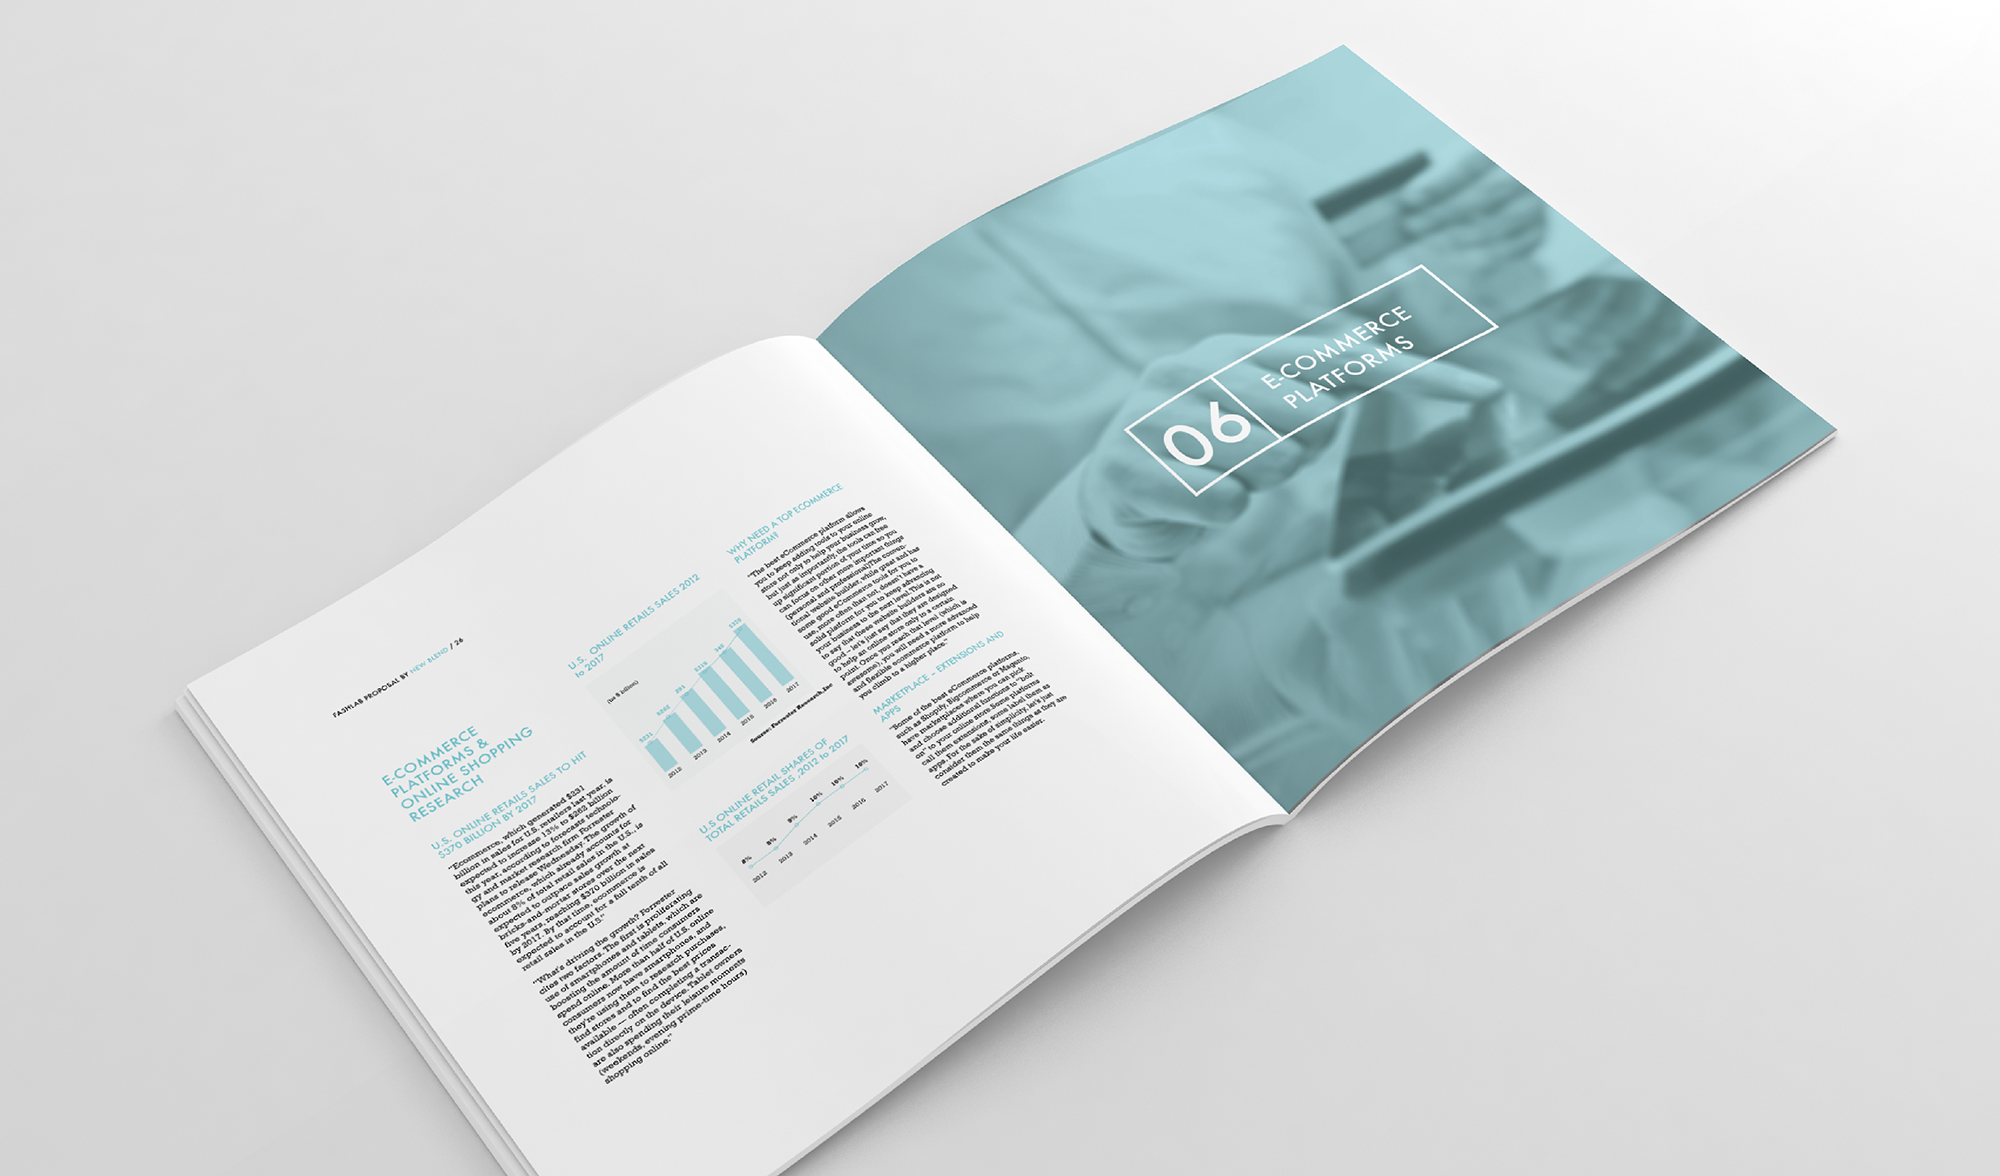 FASHLAB PROPOSAL BY NEW BLEND / 26
E-COMMERCE
PLATFORMS &
ONLINE SHOPPING
RESEARCH
U.S. ONLINE RETAILS SALES TO HIT
$370 BILLION BY 2017
"Ecommerce, which generated $231
billion in sales for U.S. retailers last year, is
expected to increase 13% to $262 billion
this year, according to forecasts technolo-
gy and market research firm Forrester
plans to release Wednesday. The growth of
ecommerce, which already accounts for
about 8% of total retail sales in the U.S., is
expected to outpace sales growth at
bricks-and-mortar stores over the next
five years, reaching $370 billion in sales
by 2017. By that time, ecommerce is
expected to account for a full tenth of all
retail sales in the U.S."
"What's driving the growth? Forrester
cites two factors. The first is proliferating
use of smartphones and tablets, which are
boosting the amount of time consumers
spend online. More than half of U.S. online
consumers now have smartphones, and
they're using them to research purchases,
find stores and to find the best prices
available — often completing a transac-
tion directly on the device. Tablet owners
are also spending their leisure moments
(weekends, evening prime-time hours)
shopping online."
U.S. ONLINE RETAILS SALES 2012
to 2017
(us $ billion)
$231
$262
291
$319
345
2012
2013
2014
2015
2016
2017
Source: Forrester Research,Inc
U.S ONLINE RETAIL SHARES OF
TOTAL RETAILS SALES ,2012 to 2017
8%
8%
9%
10%
10%
10%
2012
2013
2014
2015
2016
2017
WHY NEED A TOP ECOMMERCE
PLATFORM?
"The best eCommerce platform allows
you to keep adding tools to your online
store not only to help your business grow,
but just as importantly, the tools can free
up significant portion of your time so you
can focus on other more important things
(personal and professional)The conven-
tional website builder, while great and has
some good eCommerce tools for you to
use, more often than not, doesn't have a
solid platform for you to keep advancing
your business to the next level.This is not
to say that these website builders are no
good – let's just say that they are designed
to help an online store only to a certain
point. Once you reach that level (which is
awesome), you will need a more advanced
and flexible ecommerce platform to help
you climb to a higher place."
MARKETPLACE – EXTENSIONS AND
APPS
"Some of the best eCommerce platforms,
such as Shopify, Bigcommerce or Magento,
have marketplaces where you can pick
and choose additional functions to "bolt
on" to your online store.Some platforms
call them extensions, some label them as
apps. For the sake of simplicity, let's just
consider them the same things as they are
created to make your life easier.
06
E-COMMERCE
PLATFORMS